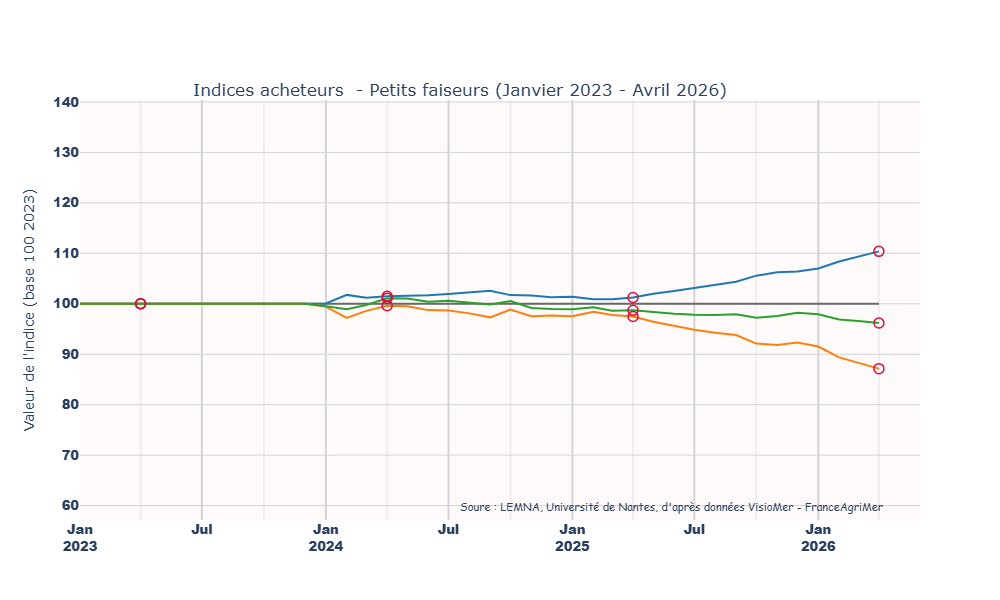 Indices acheteurs  - Petits faiseurs (Janvier 2023 - Avril 2026)
Valeur de l'indice (base 100 2023)
140
130
120
110
100
90
80
70
60
Soure : LEMNA, Université de Nantes, d'après données VisioMer - FranceAgriMer
Jan Jul Jan Jul Jan Jul Jan
2023 2024 2025 2026